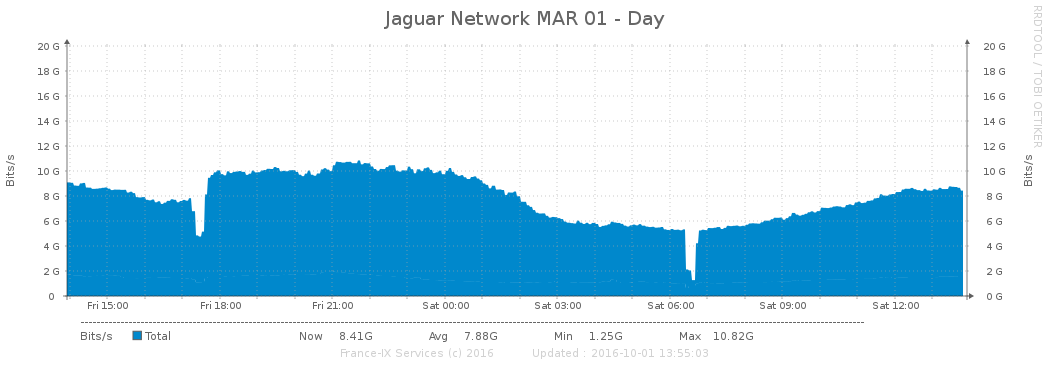 Jaguar Network MAR 01 - Day
RRDTOOL / TOBI OETIKER
Bits/s
Bits/s
20 G 20 G
18 G 18 G
16 G 16 G
14 G 14 G
12 G 12 G
10 G 10 G
8 G 8 G
6 G 6 G
4 G 4 G
2 G 2 G
0 0 G
Fri 15:00 Fri 18:00 Fri 21:00 Sat 00:00 Sat 03:00 Sat 06:00 Sat 09:00 Sat 12:00
Bits/s Total Now 8.41G Avg 7.88G Min 1.25G Max 10.82G
France-IX Services (c) 2016 Updated : 2016-10-01 13:55:03